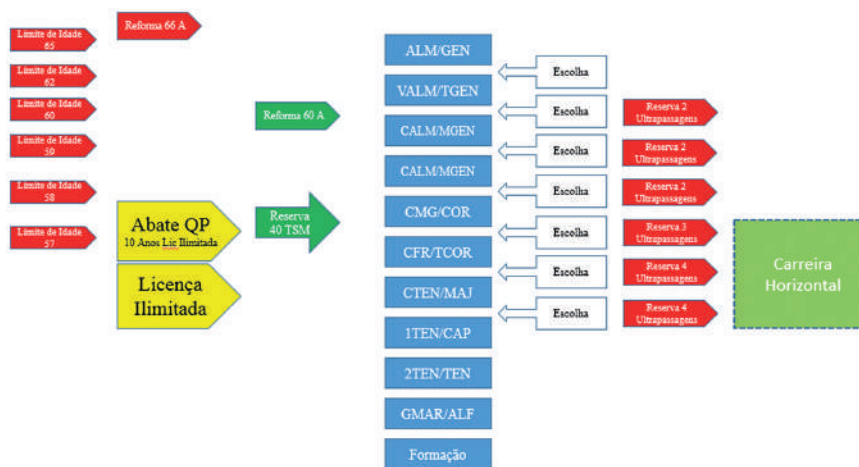 Limite de Idade
65
Reforma 66 A
Limite de Idade
62
Limite de Idade
60
Limite de Idade
59
Limite de Idade
58
Limite de Idade
57
Abate QP
10 Anos Lic Ilimitada
Licença
Ilimitada
Reforma 60 A
Reserva
40 TSM
ALM/GEN
VALM/TGEN
CALM/MGEN
CALM/MGEN
CMG/COR
CFR/TCOR
CTEN/MAJ
1TEN/CAP
2TEN/TEN
GMAR/ALF
Formação
Escolha
Escolha
Escolha
Escolha
Escolha
Escolha
Escolha
Reserva 2
Ultrapassagens
Reserva 2
Ultrapassagens
Reserva 2
Ultrapassagens
Reserva 3
Ultrapassagens
Reserva 4
Ultrapassagens
Reserva 4
Ultrapassagens
Carreira
Horizontal